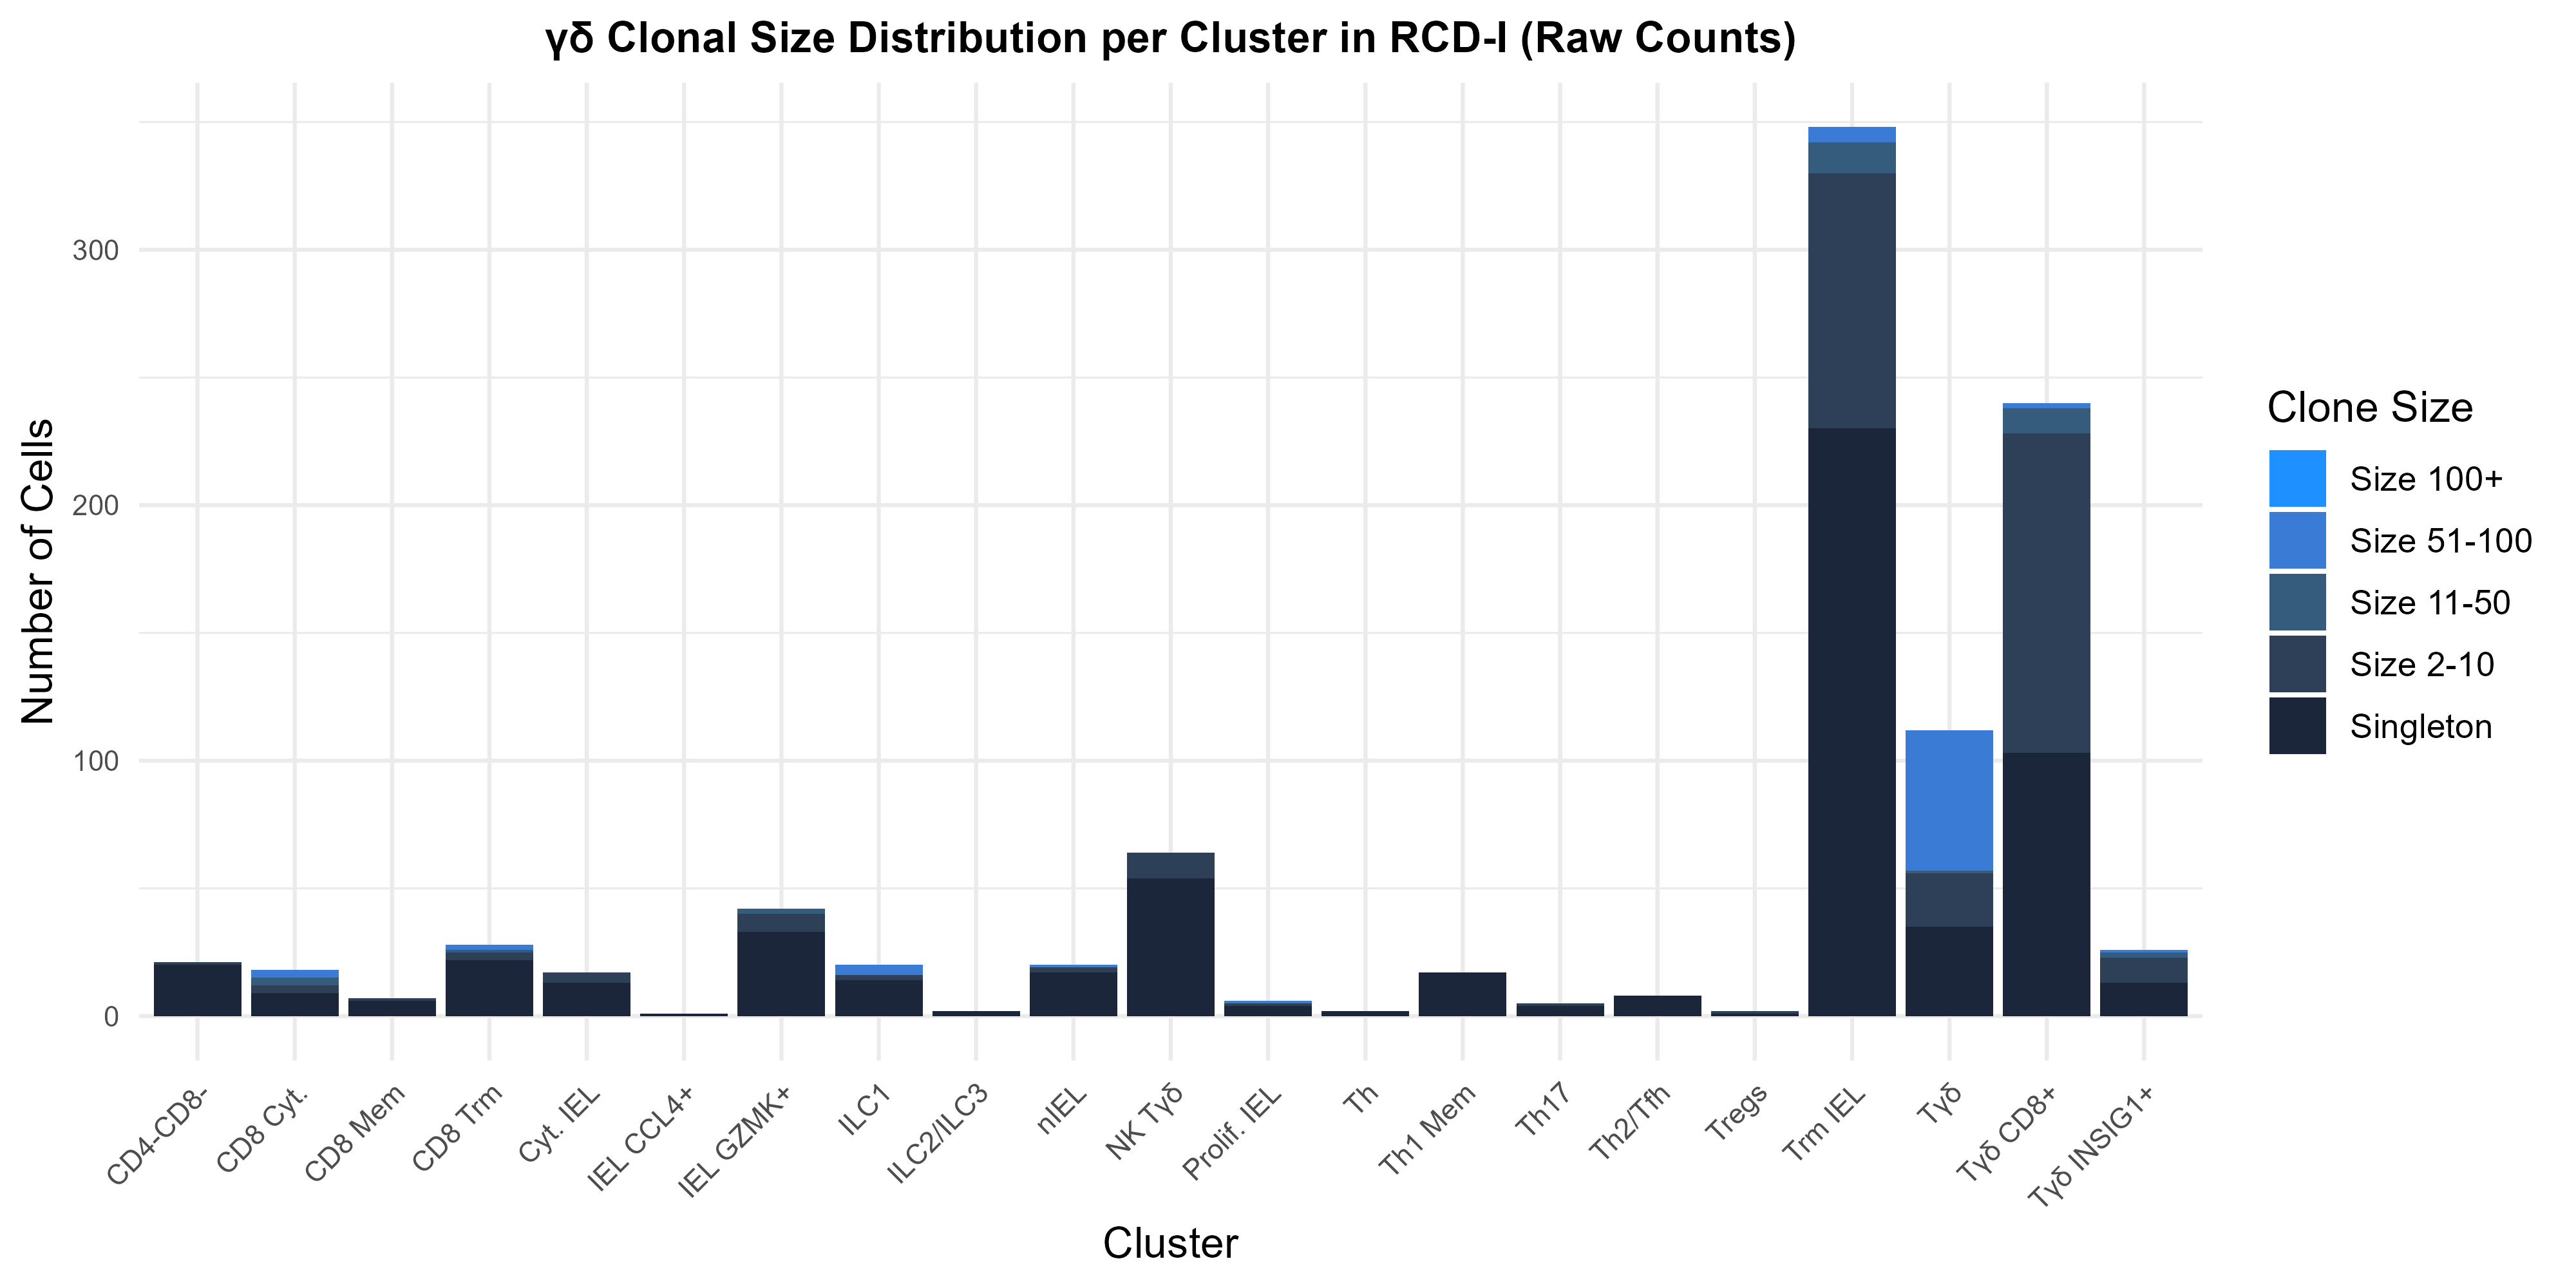 γδ Clonal Size Distribution per Cluster in RCD-I (Raw Counts)
Number of Cells
300
200
100
0
CD4-CD8-
CD8 Cyt.
CD8 Mem
CD8 Trm
Cyt. IEL
IEL CCL4+
IEL GZMK+
ILC1
ILC2/ILC3
nIEL
NK Tγδ
Prolif. IEL
Th
Th1 Mem
Th17
Th2/Tfh
Tregs
Trm IEL
Tγδ
Tγδ CD8+
Tγδ INSIG1+
Cluster
Clone Size
Size 100+
Size 51-100
Size 11-50
Size 2-10
Singleton